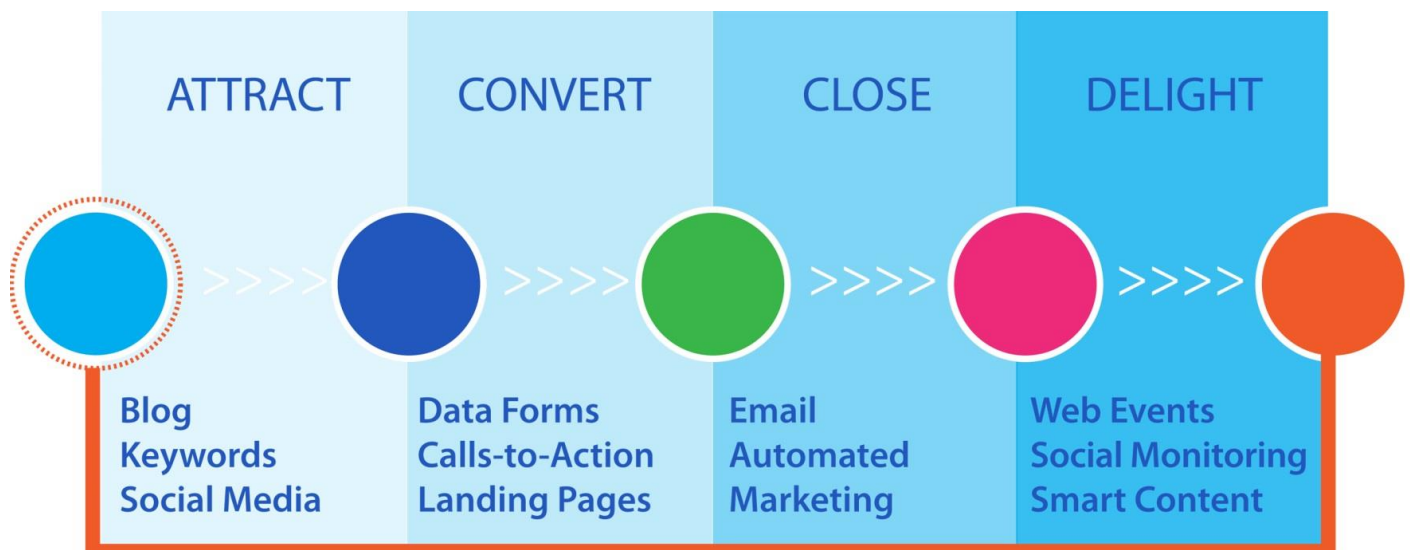 ATTRACT
CONVERT
CLOSE
DELIGHT
>>>>
>>>>
>>>>
>>>>
Blog
Keywords
Social Media
Data Forms
Calls-to-Action
Landing Pages
Email
Automated
Marketing
Web Events
Social Monitoring
Smart Content